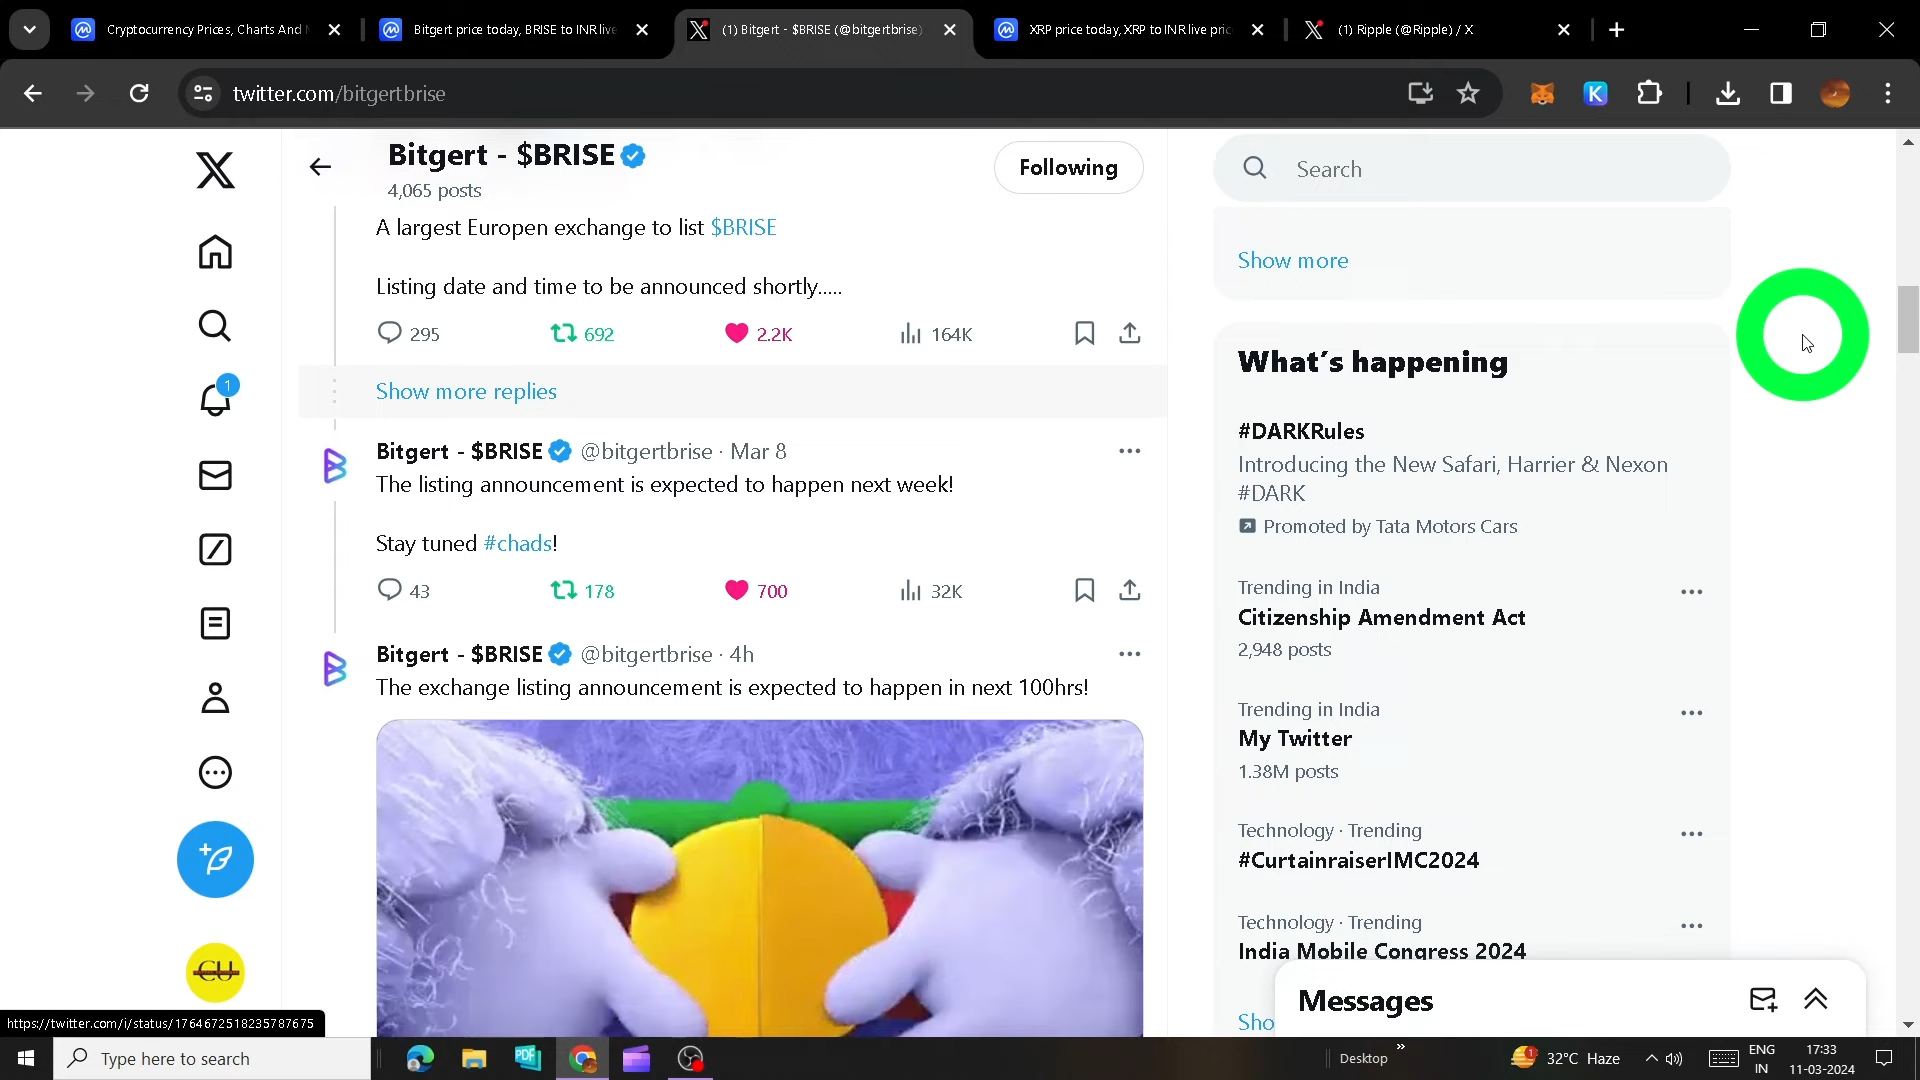 Cryptocurrency Prices, Charts And
Bitgert price today, BRISE to INR live
(1) Bitgert - $BRISE (@bitgertbrise)
XRP price today, XRP to INR live pric
(1) Ripple (@Ripple) / X
twitter.com/bitgertbrise
K
Bitgert - $BRISE
4,065 posts
Following
Search
A largest Europen exchange to list $BRISE
Listing date and time to be announced shortly.....
295
692
2.2K
164K
Show more replies
Bitgert - $BRISE @bitgertbrise · Mar 8
The listing announcement is expected to happen next week!
Stay tuned #chads!
43
178
700
32K
Bitgert - $BRISE @bitgertbrise · 4h
The exchange listing announcement is expected to happen in next 100hrs!
Show more
What's happening
#DARKRules
Introducing the New Safari, Harrier & Nexon
#DARK
Promoted by Tata Motors Cars
Trending in India
Citizenship Amendment Act
2,948 posts
Trending in India
My Twitter
1.38M posts
Technology · Trending
#CurtainraiserIMC2024
Technology · Trending
India Mobile Congress 2024
Sho
Messages
1
CU
https://twitter.com/i/status/1764672518235787675
Type here to search
PDF
Desktop
1
32°C Haze
ENG
IN
17:33
11-03-2024